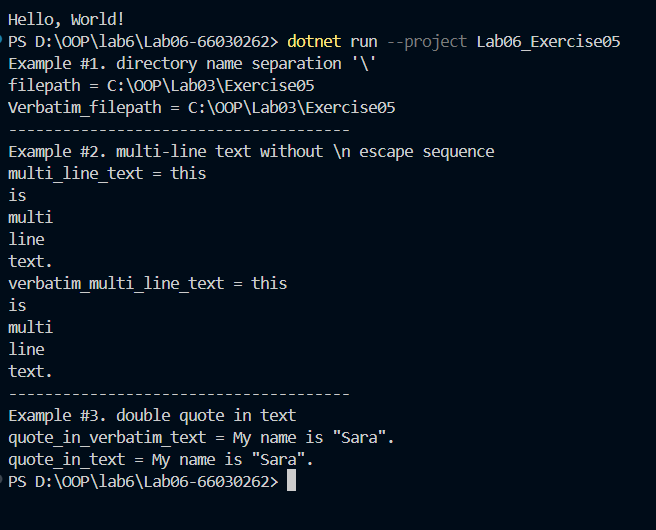 Hello, World!
PS D:\OOP\lab6\Lab06-66030262> dotnet run --project Lab06_Exercise05
Example #1. directory name separation '\'
filepath = C:\OOP\Lab03\Exercise05
Verbatim_filepath = C:\OOP\Lab03\Exercise05
--------------------------------------
Example #2. multi-line text without \n escape sequence
multi_line_text = this
is
multi
line
text.
verbatim_multi_line_text = this
is
multi
line
text.
--------------------------------------
Example #3. double quote in text
quote_in_verbatim_text = My name is "Sara".
quote_in_text = My name is "Sara".
PS D:\OOP\lab6\Lab06-66030262>